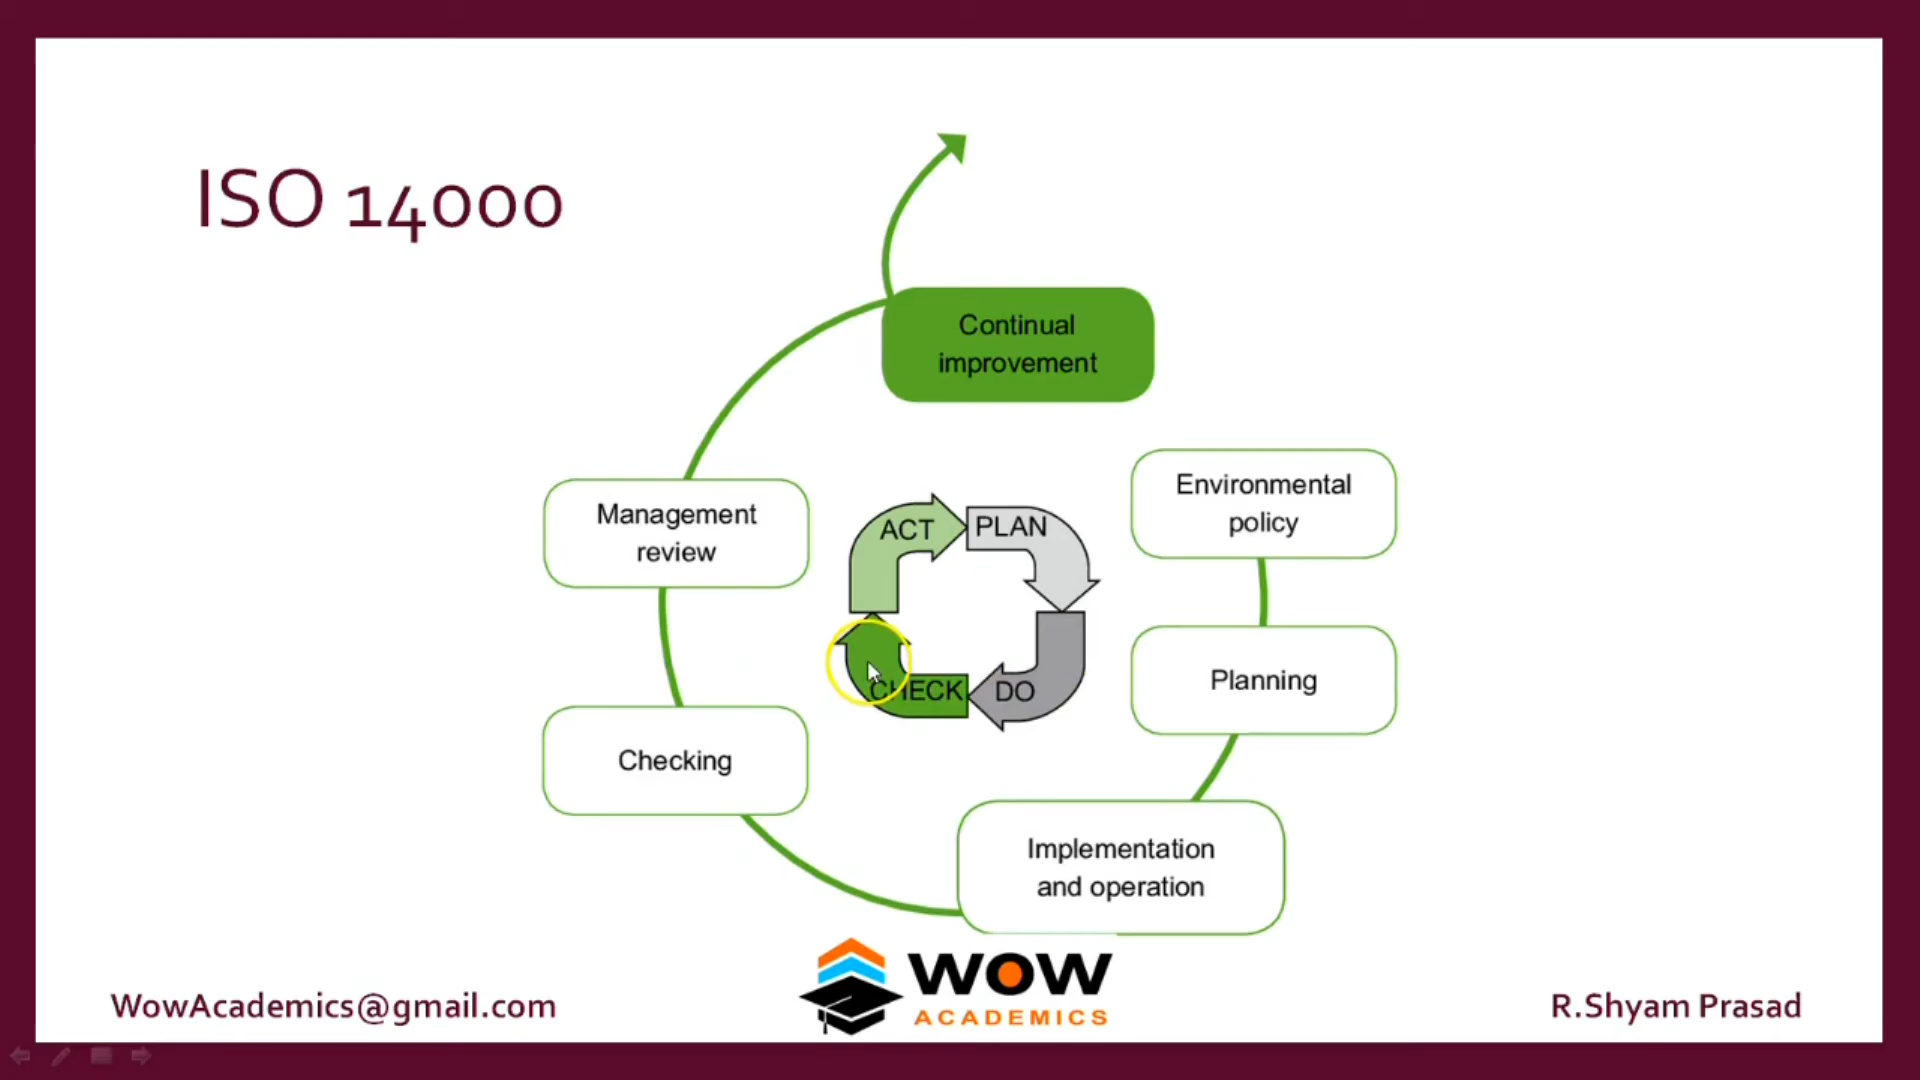 ISO 14000
Continual
improvement
Environmental
policy
Management
review
ACT
PLAN
CHECK
DO
Planning
Checking
Implementation
and operation
WowAcademics@gmail.com
WOW
ACADEMICS
R.Shyam Prasad